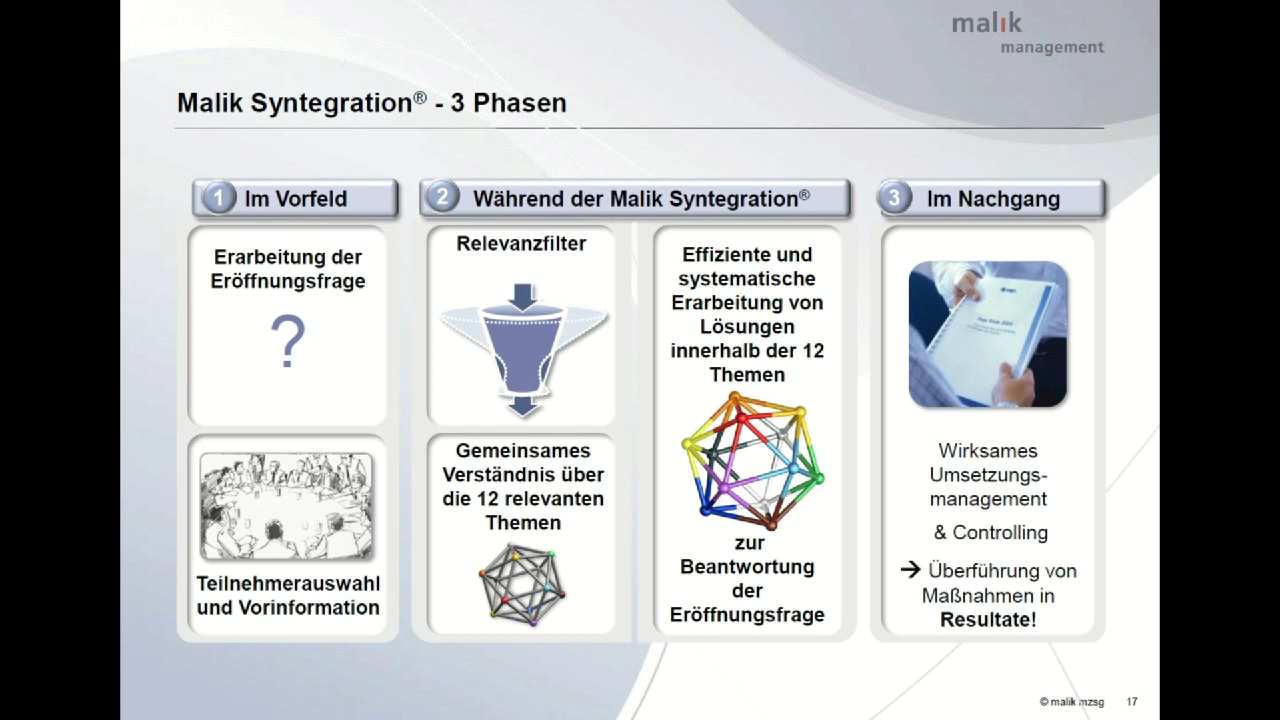 malik
management
Malik Syntegration® - 3 Phasen
1 Im Vorfeld
Erarbeitung der
Eröffnungsfrage
?
Teilnehmerauswahl
und Vorinformation
2 Während der Malik Syntegration®
Relevanzfilter
Gemeinsames
Verständnis über
die 12 relevanten
Themen
Effiziente und
systematische
Erarbeitung von
Lösungen
innerhalb der 12
Themen
zur
Beantwortung
der
Eröffnungsfrage
3 Im Nachgang
Wirksames
Umsetzungs-
management
& Controlling
→ Überführung von
Maßnahmen in
Resultate!
© malik mzsg 17